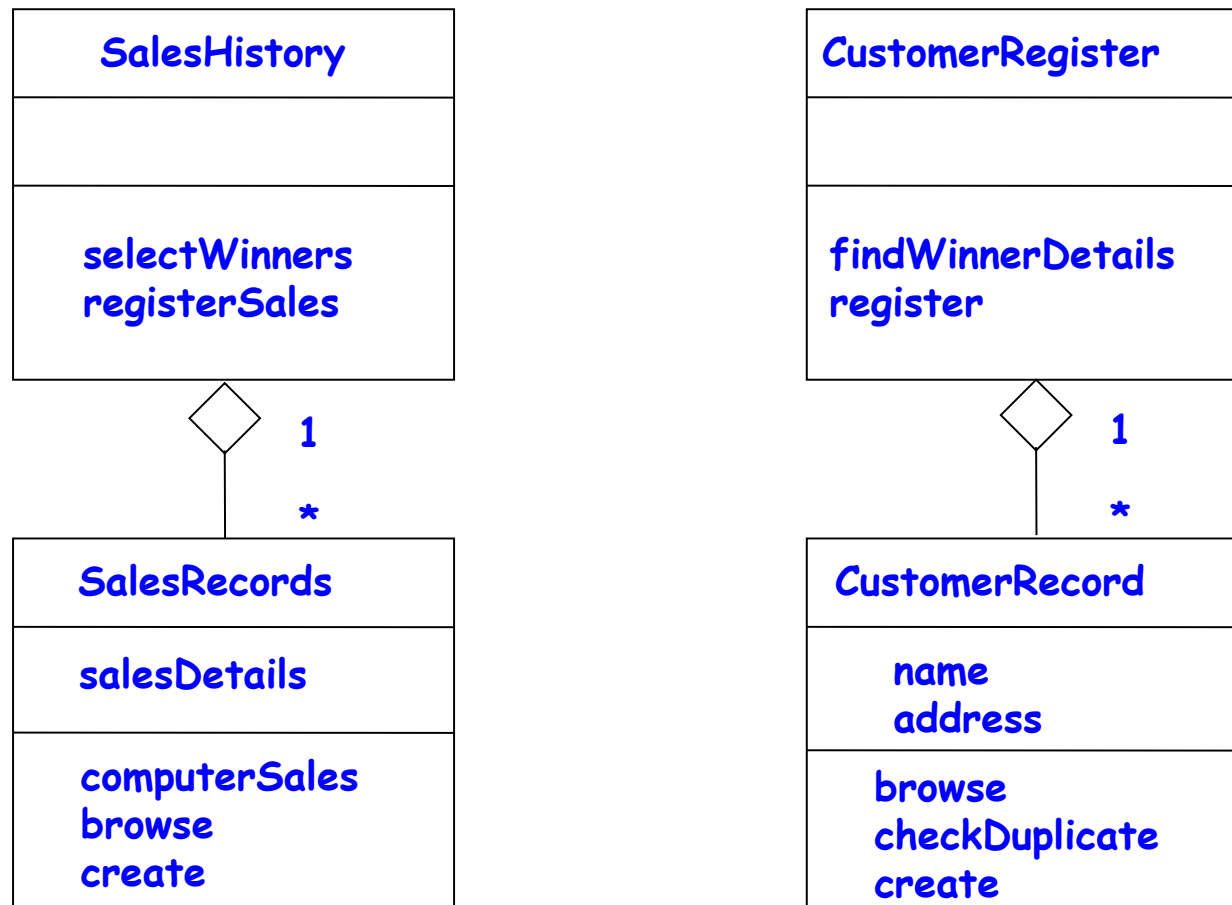 SalesHistory
selectWinners
registerSales
1
*
SalesRecords
salesDetails
computerSales
browse
create
CustomerRegister
findWinnerDetails
register
1
*
CustomerRecord
name
address
browse
checkDuplicate
create